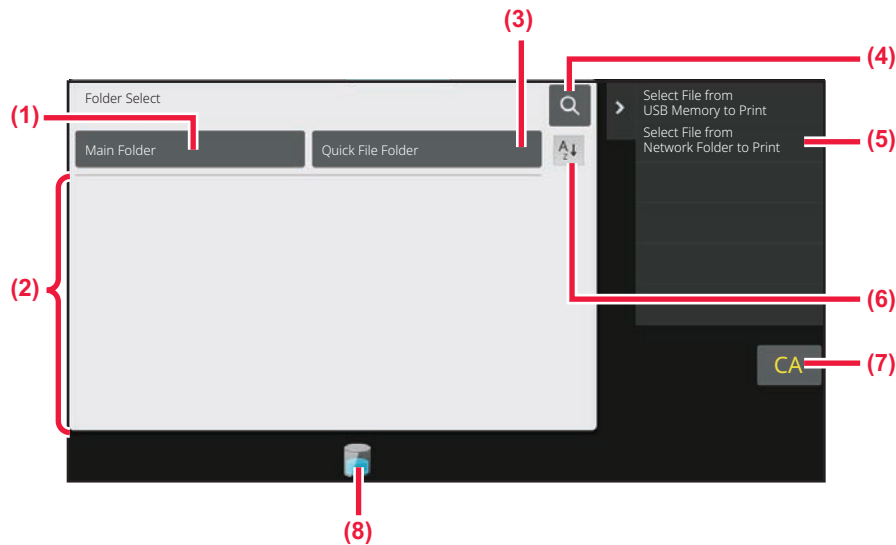 (3)
(4)
Folder Select
Select File from
USB Memory to Print
(1)
Select File from
Network Folder to Print
(5)
Main Folder
Quick File Folder
A
z
(2)
(6)
CA
(7)
(8)